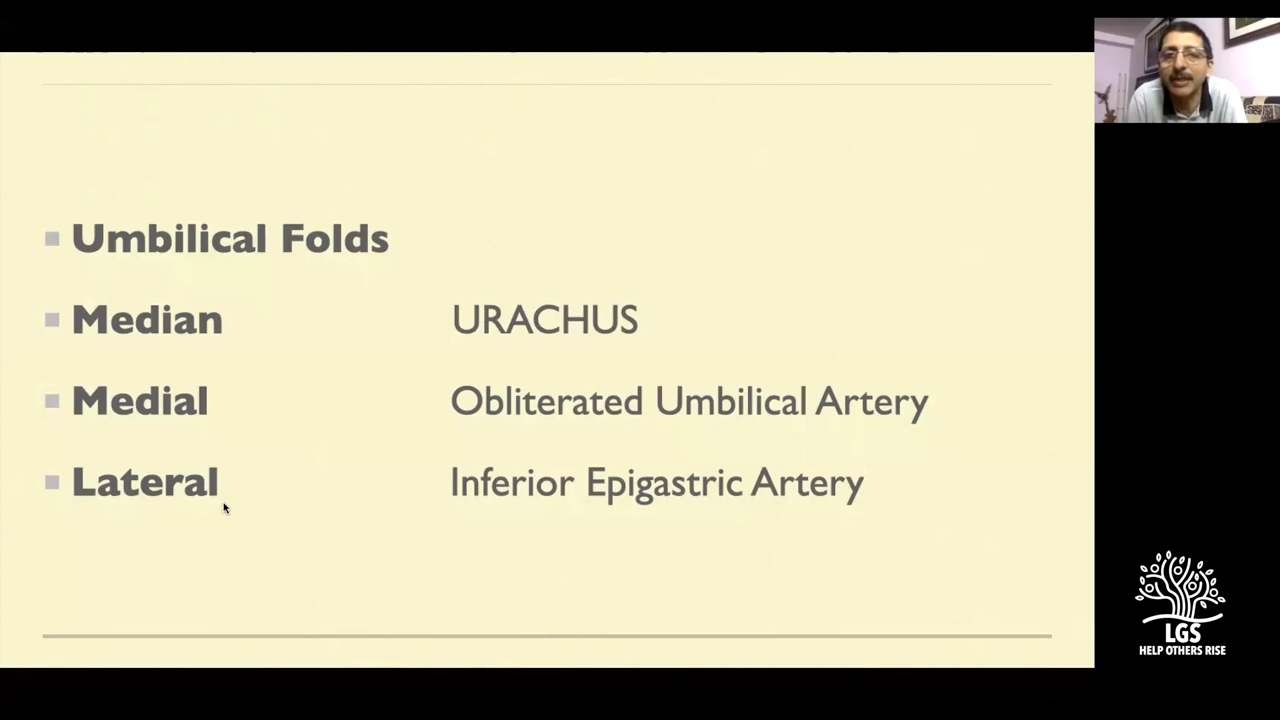 Umbilical Folds
Median URACHUS
Medial Obliterated Umbilical Artery
Lateral Inferior Epigastric Artery
LGS
HELP OTHERS RISE